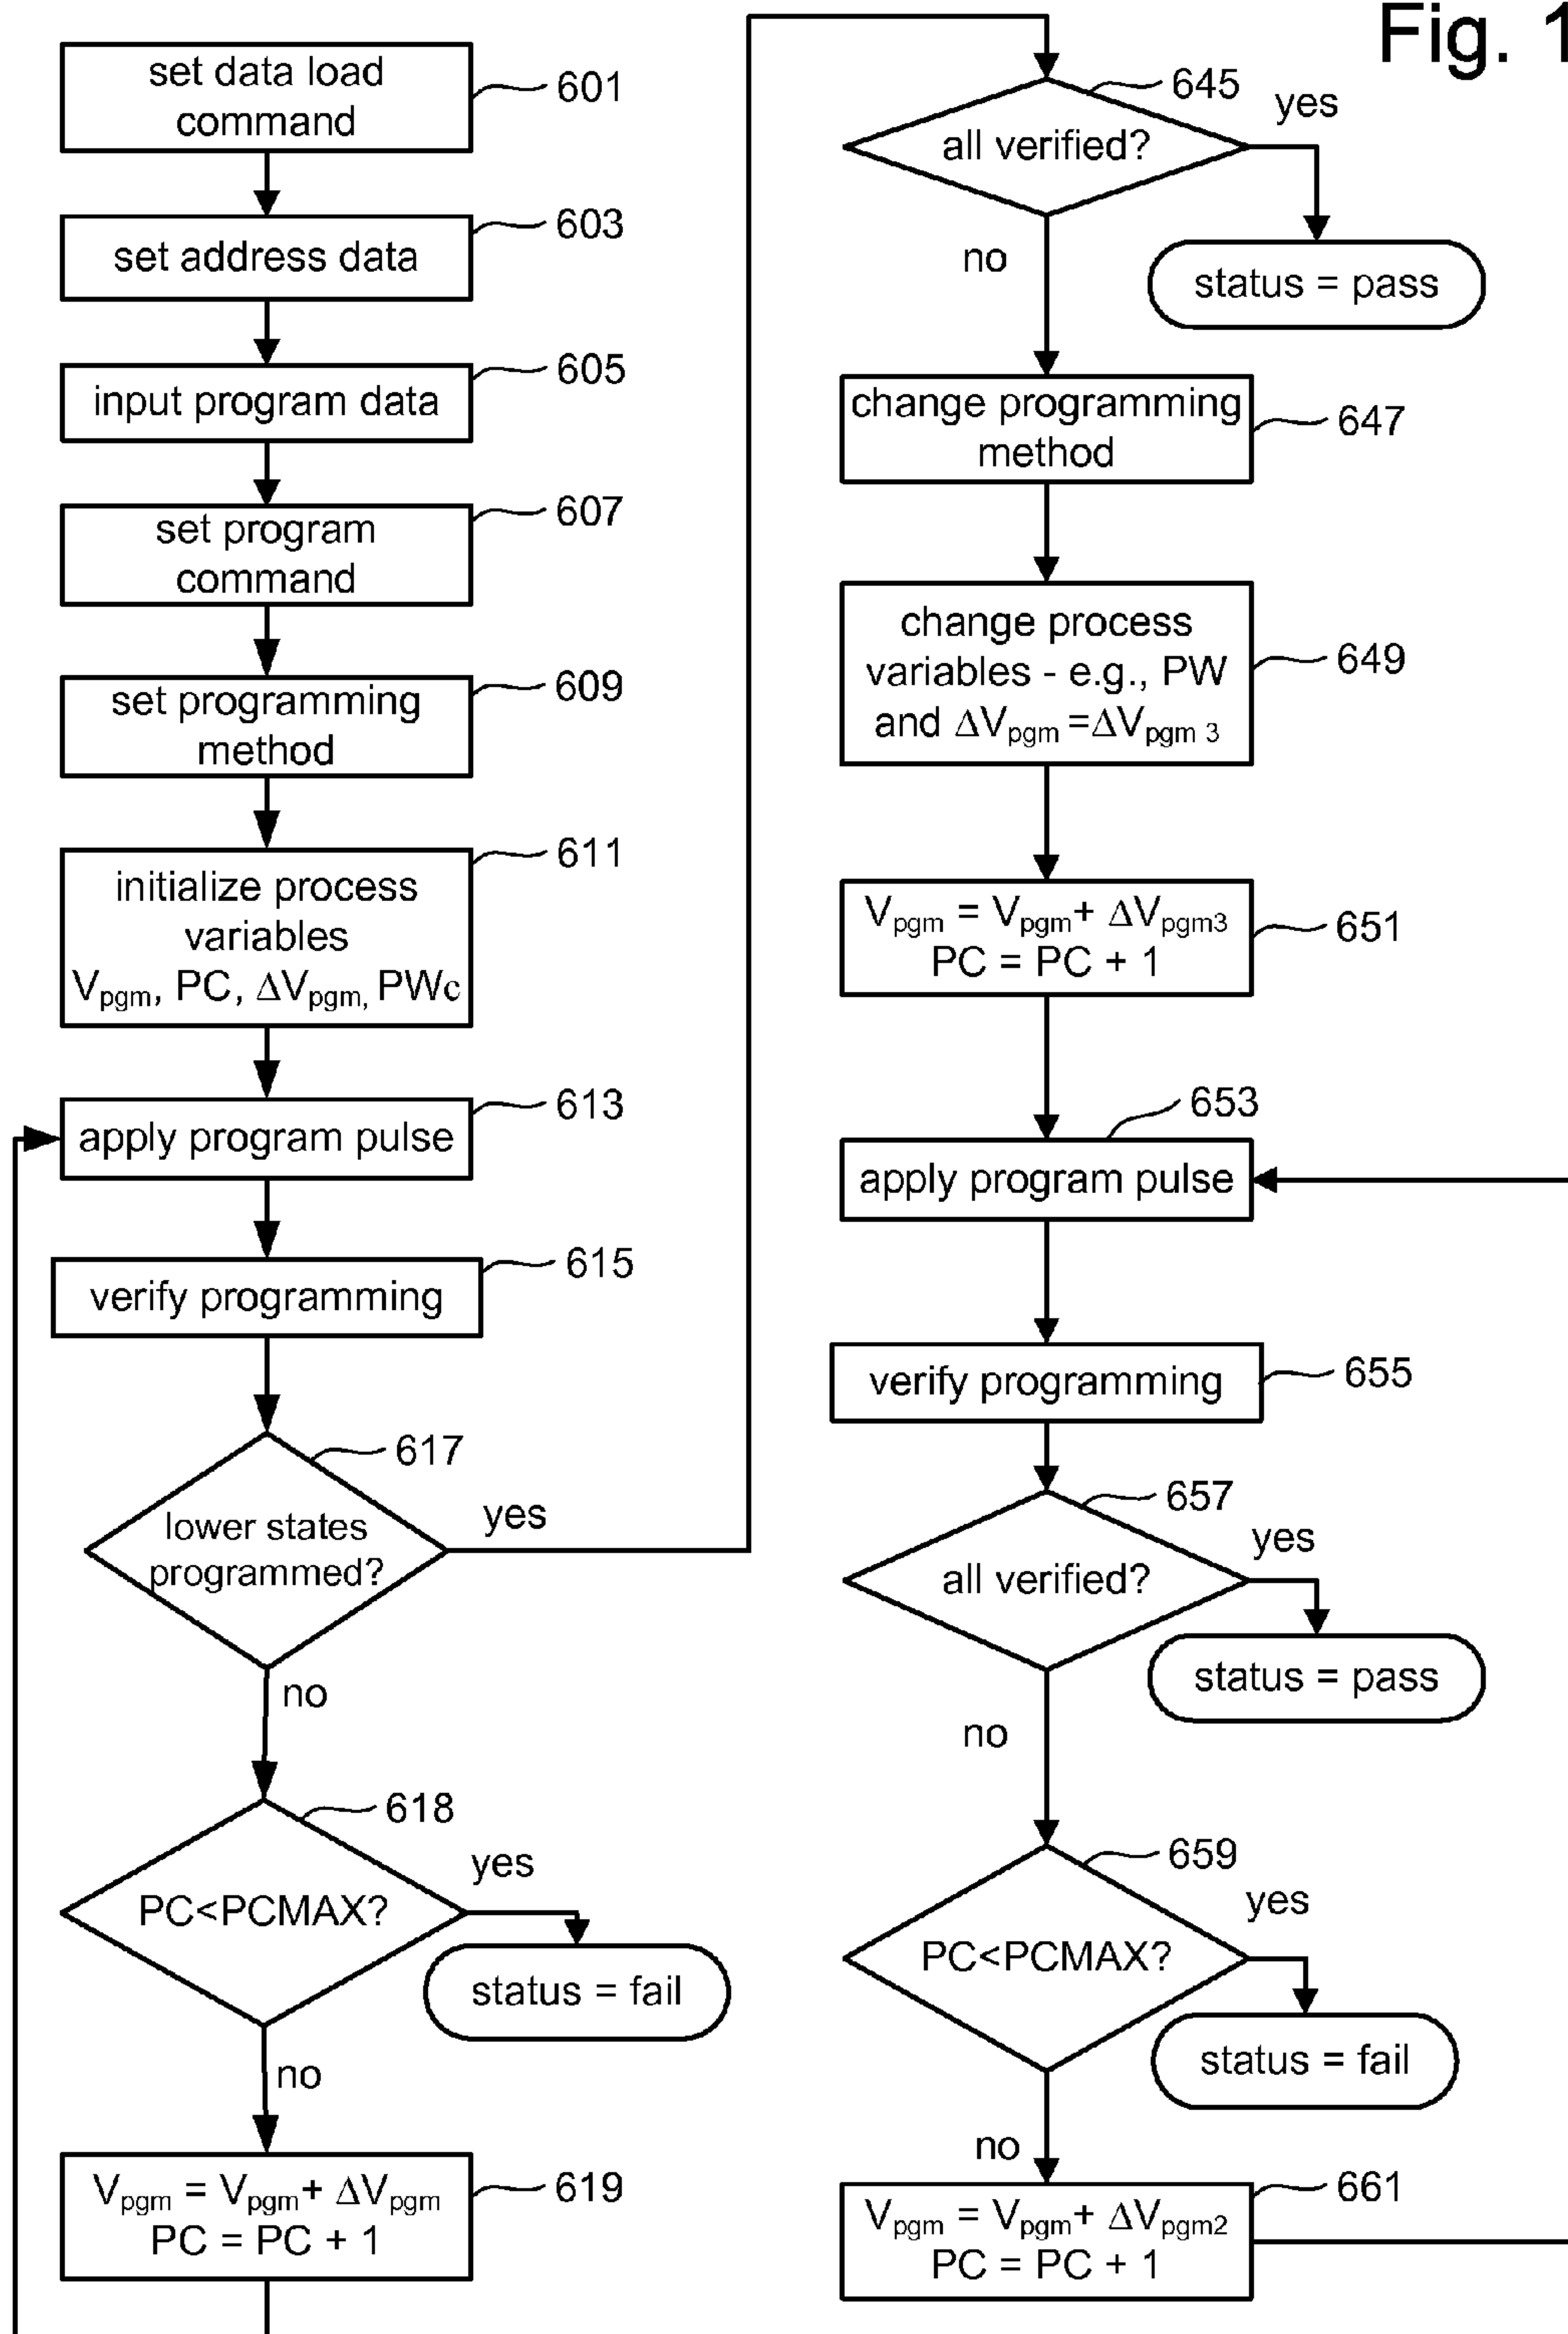 Fig. 1
set data load
command
601
set address data
603
input program data
605
set program
command
607
set programming
method
609
initialize process
variables
Vpgm, PC, ΔVpgm, PWc
611
apply program pulse
613
verify programming
615
lower states
programmed?
617
yes
no
PC<PCMAX?
618
yes
status = fail
no
Vpgm = Vpgm+ ΔVpgm
PC = PC + 1
619
all verified?
645
yes
status = pass
no
change programming
method
647
change process
variables - e.g., PW
and ΔVpgm =ΔVpgm 3
649
Vpgm = Vpgm+ ΔVpgm3
PC = PC + 1
651
apply program pulse
653
verify programming
655
all verified?
657
yes
status = pass
no
PC<PCMAX?
659
yes
status = fail
no
Vpgm = Vpgm+ ΔVpgm2
PC = PC + 1
661